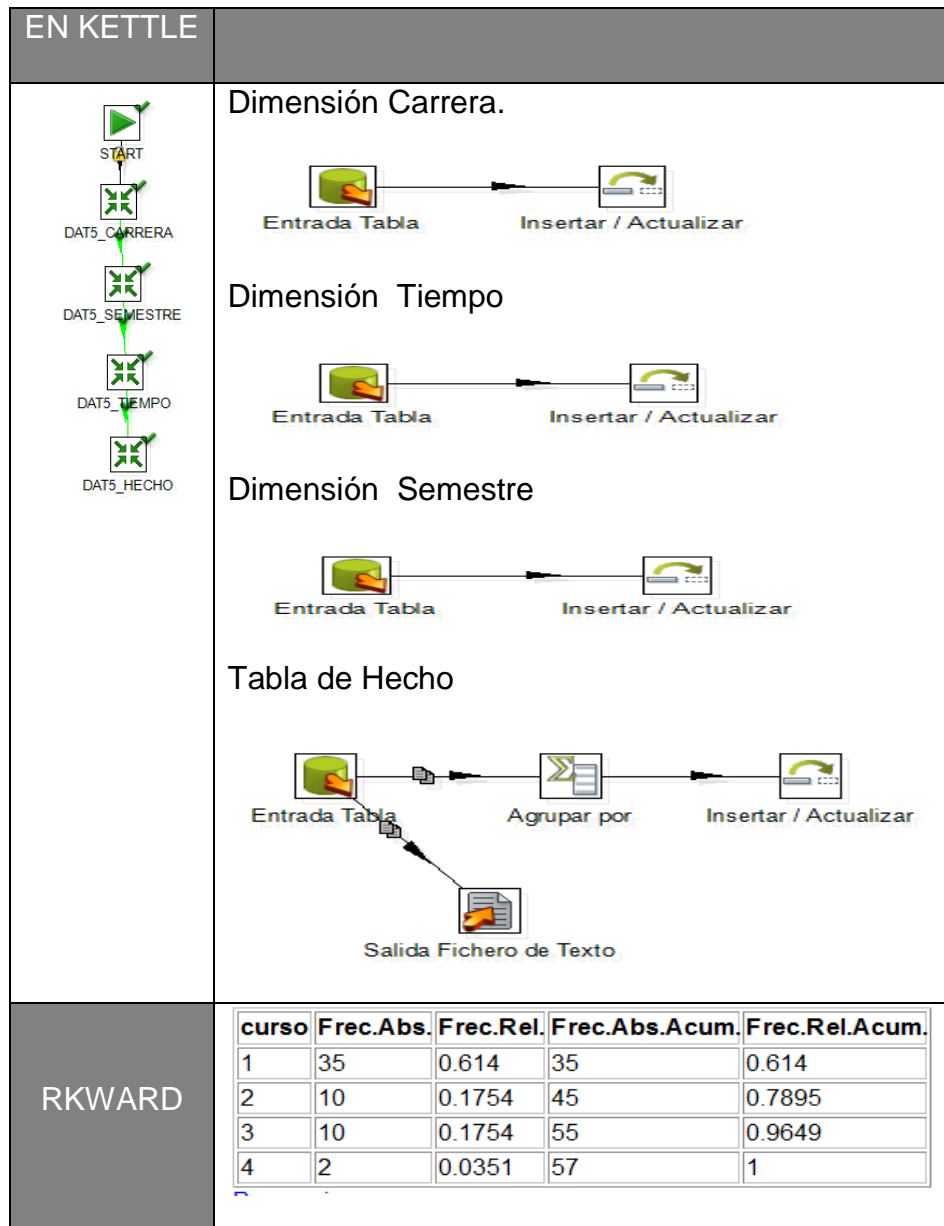 EN KETTLE
START
DAT5_CARRERA
DAT5_SEMESTRE
DAT5_TIEMPO
DAT5_HECHO
Dimensión Carrera.
Entrada Tabla Insertar / Actualizar
Dimensión Tiempo
Entrada Tabla Insertar / Actualizar
Dimensión Semestre
Entrada Tabla Insertar / Actualizar
Tabla de Hecho
Entrada Tabla Agrupar por Insertar / Actualizar
Salida Fichero de Texto
RKWARD
curso Frec.Abs. Frec.Rel. Frec.Abs.Acum. Frec.Rel.Acum.
1 35 0.614 35 0.614
2 10 0.1754 45 0.7895
3 10 0.1754 55 0.9649
4 2 0.0351 57 1